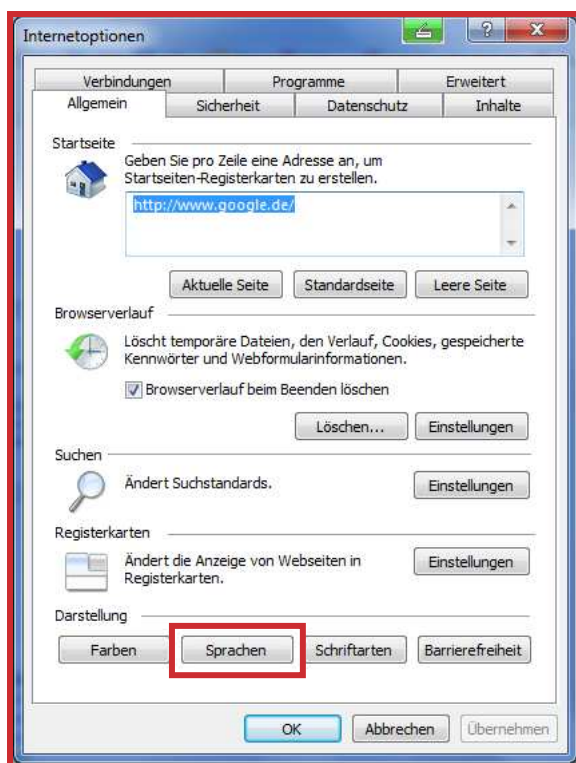 Internetoptionen
?
X
Verbindungen Programme Erweitert
Allgemein Sicherheit Datenschutz Inhalte
Startseite
Geben Sie pro Zeile eine Adresse an, um
Startseiten-Registerkarten zu erstellen.
http://www.google.de/
Aktuelle Seite Standardseite Leere Seite
Browserverlauf
Löscht temporäre Dateien, den Verlauf, Cookies, gespeicherte
Kennwörter und Webformularinformationen.
Browserverlauf beim Beenden löschen
Löschen... Einstellungen
Suchen
Ändert Suchstandards. Einstellungen
Registerkarten
Ändert die Anzeige von Webseiten in
Registerkarten.
Einstellungen
Darstellung
Farben Sprachen Schriftarten Barrierefreiheit
OK Abbrechen Übernehmen